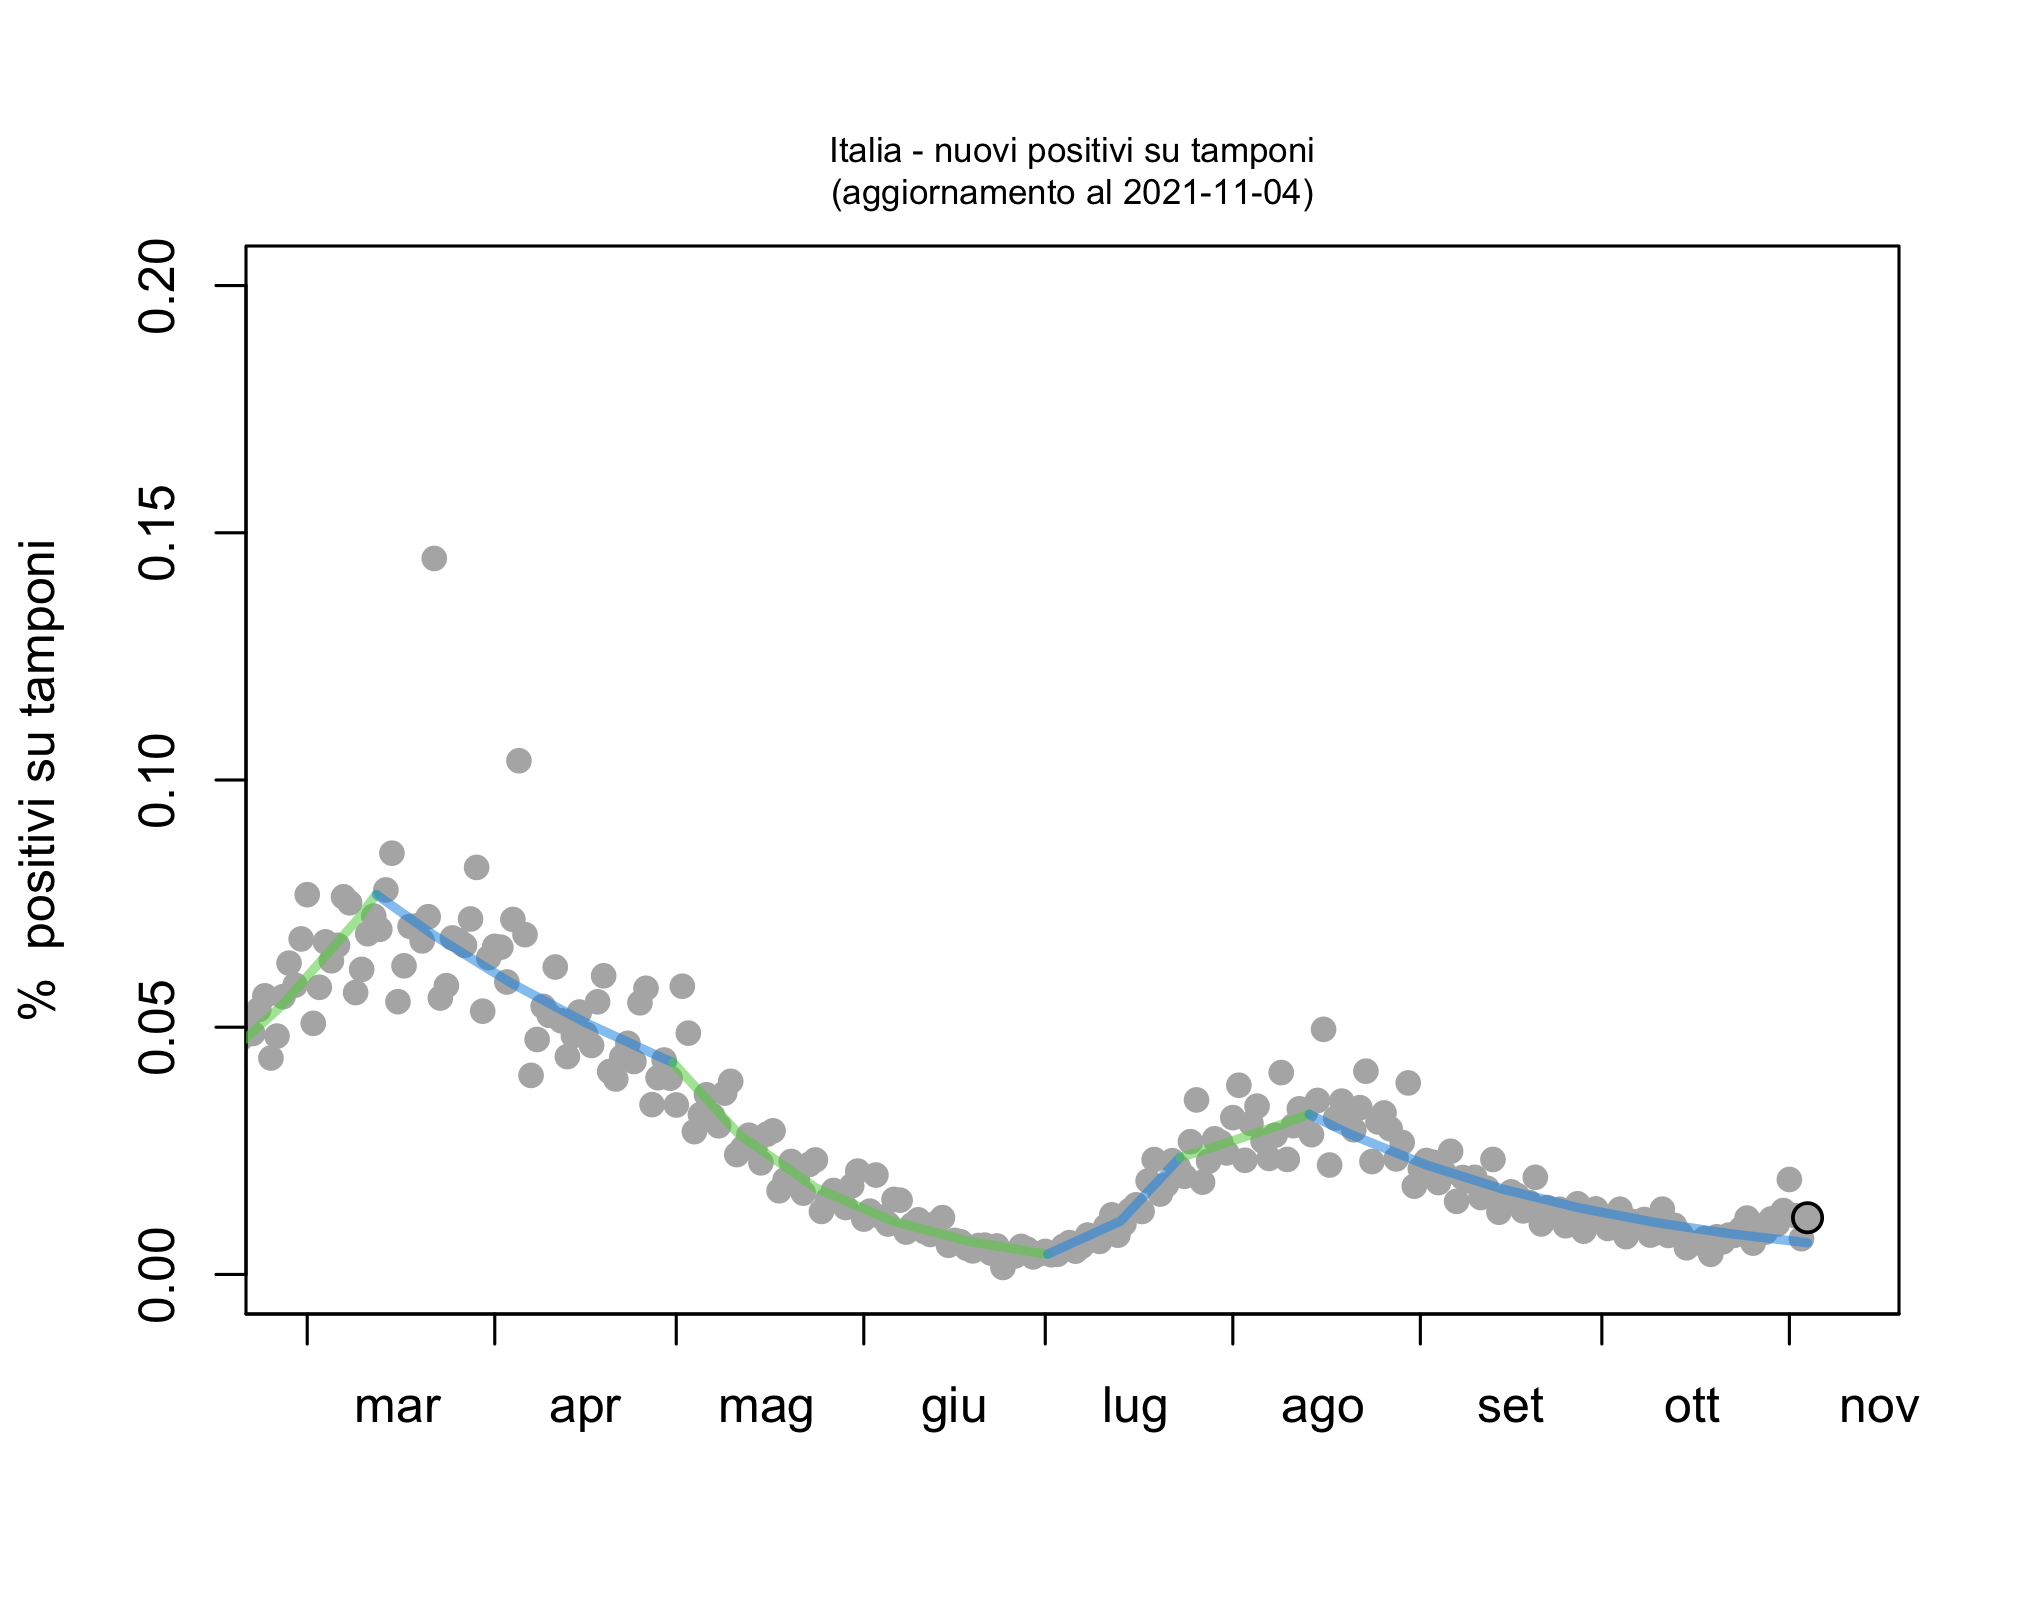 Italia - nuovi positivi su tamponi
(aggiornamento al 2021-11-04)
% positivi su tamponi
0.20
0.15
0.10
0.05
0.00
mar apr mag giu lug ago set ott nov